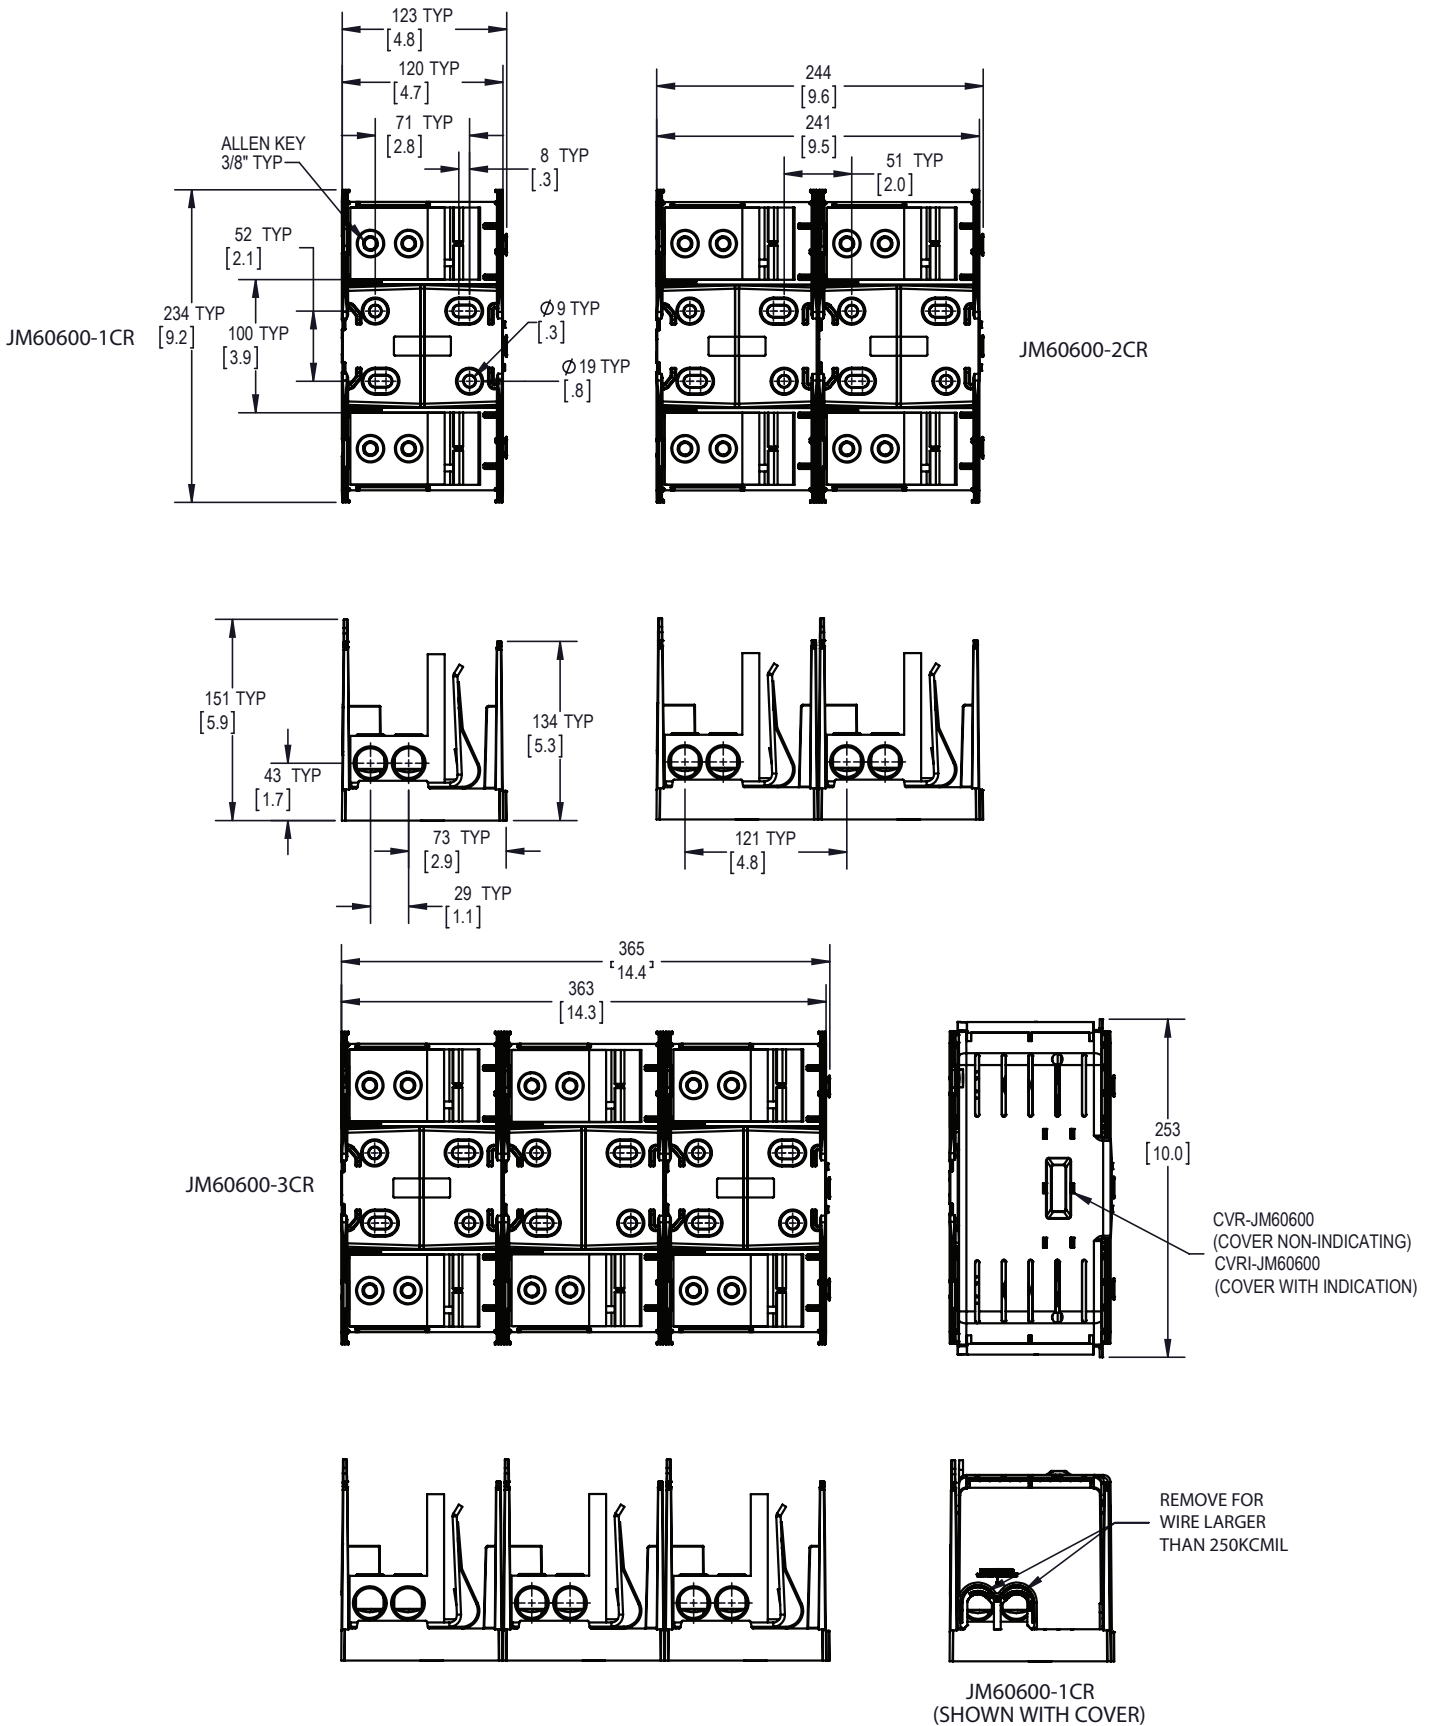 123 TYP
[4.8]
120 TYP
[4.7]
71 TYP
[2.8]
ALLEN KEY
3/8" TYP
8 TYP
[.3]
52 TYP
[2.1]
234 TYP
[9.2]
100 TYP
[3.9]
Ø9 TYP
[.3]
Ø19 TYP
[.8]
JM60600-1CR
244
[9.6]
241
[9.5]
51 TYP
[2.0]
JM60600-2CR
151 TYP
[5.9]
43 TYP
[1.7]
134 TYP
[5.3]
73 TYP
[2.9]
29 TYP
[1.1]
121 TYP
[4.8]
365
[14.4]
363
[14.3]
JM60600-3CR
253
[10.0]
CVR-JM60600
(COVER NON-INDICATING)
CVRI-JM60600
(COVER WITH INDICATION)
REMOVE FOR
WIRE LARGER
THAN 250KCMIL
JM60600-1CR
(SHOWN WITH COVER)